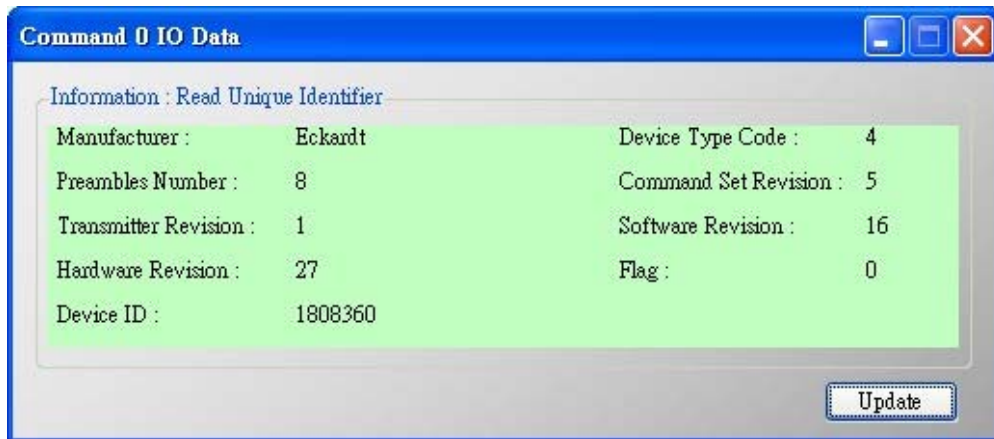 Command 0 IO Data
Information : Read Unique Identifier
Manufacturer : Eckardt Device Type Code : 4
Preambles Number : 8 Command Set Revision : 5
Transmitter Revision : 1 Software Revision : 16
Hardware Revision : 27 Flag : 0
Device ID : 1808360
Update